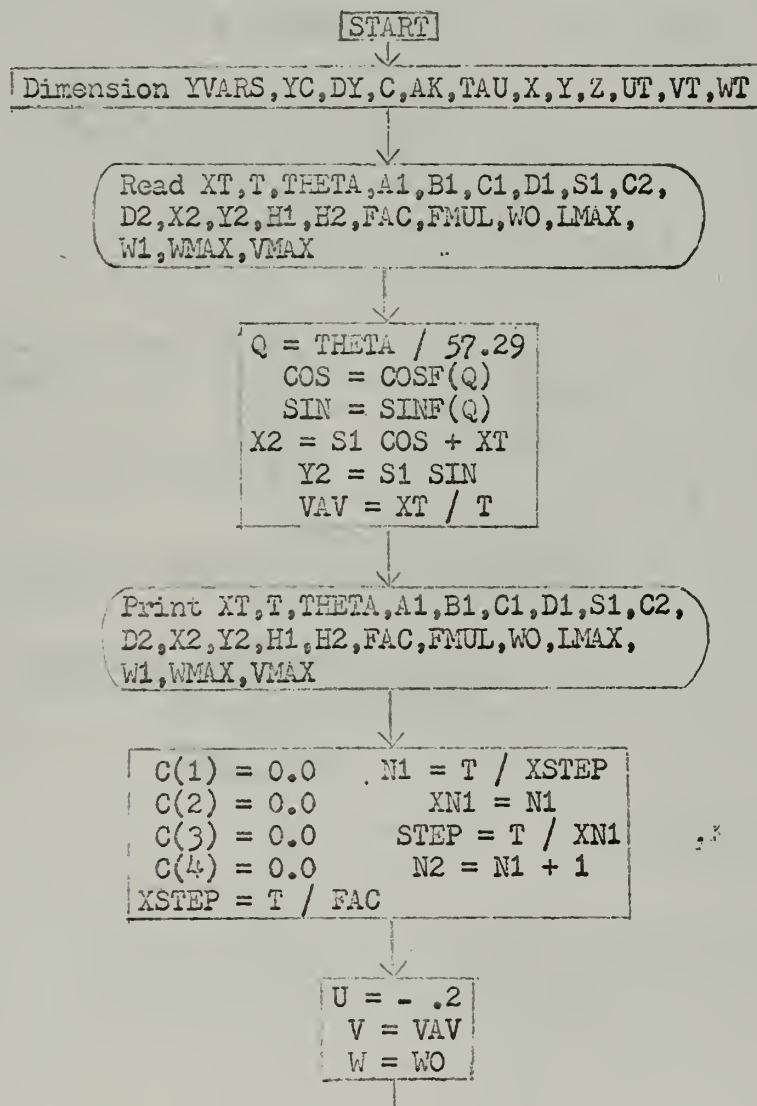 START
Dimension YVARS,YC,DY,C,AK,TAU,X,Y,Z,UT,VT,WT
Read XT,T,THETA,A1,B1,C1,D1,S1,C2,
D2,X2,Y2,H1,H2,FAC,FMUL,WO,LMAX,
W1,WMAX,VMAX
Q = THETA / 57.29
COS = COSF(Q)
SIN = SINF(Q)
X2 = S1 COS + XT
Y2 = S1 SIN
VAV = XT / T
Print XT,T,THETA,A1,B1,C1,D1,S1,C2,
D2,X2,Y2,H1,H2,FAC,FMUL,WO,LMAX,
W1,WMAX,VMAX
C(1) = 0.0 N1 = T / XSTEP
C(2) = 0.0 XN1 = N1
C(3) = 0.0 STEP = T / XN1
C(4) = 0.0 N2 = N1 + 1
XSTEP = T / FAC
U = - .2
V = VAV
W = WO